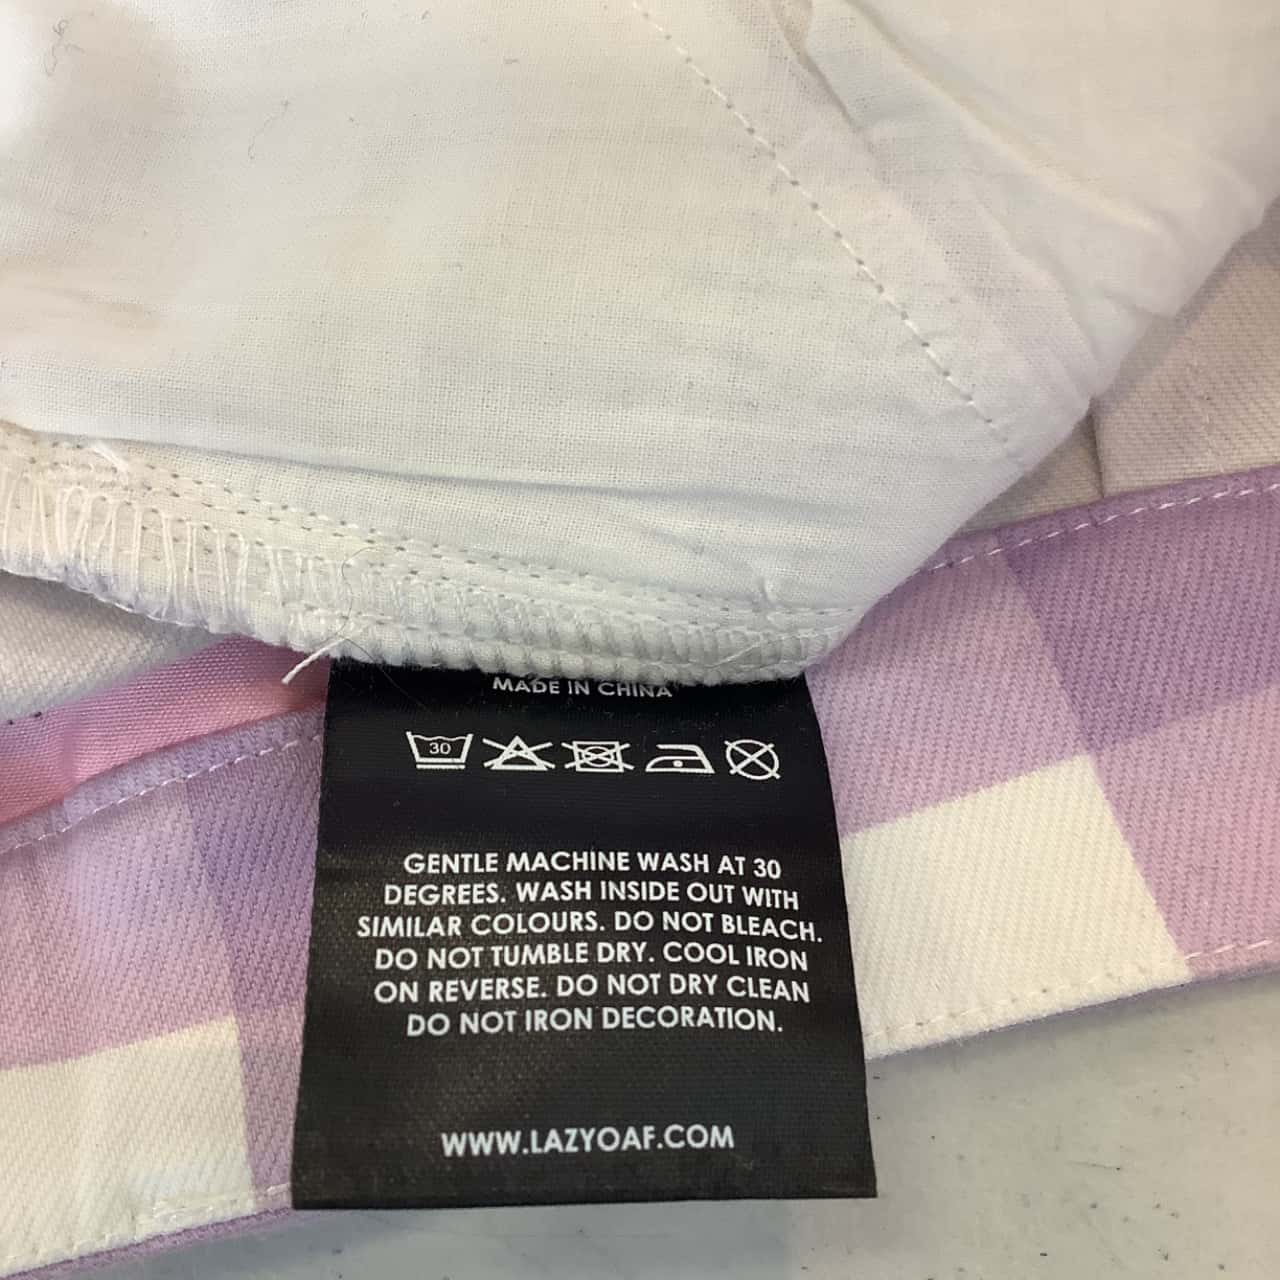 MADE IN CHINA
30
GENTLE MACHINE WASH AT 30
DEGREES. WASH INSIDE OUT WITH
SIMILAR COLOURS. DO NOT BLEACH.
DO NOT TUMBLE DRY. COOL IRON
ON REVERSE. DO NOT DRY CLEAN
DO NOT IRON DECORATION.
WWW.LAZYOAF.COM